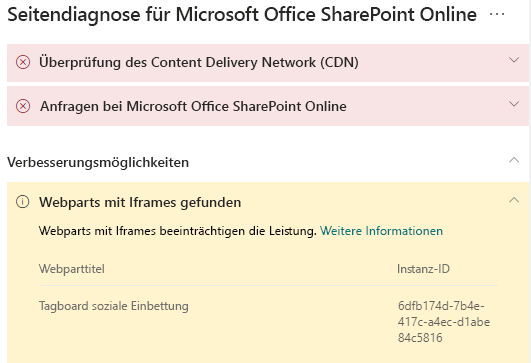 Seitendiagnose für Microsoft Office SharePoint Online ...
Überprüfung des Content Delivery Network (CDN)
Anfragen bei Microsoft Office SharePoint Online
Verbesserungsmöglichkeiten
Webparts mit Iframes gefunden
Webparts mit Iframes beeinträchtigen die Leistung. Weitere Informationen
Webparttitel Instanz-ID
Tagboard soziale Einbettung 6dfb174d-7b4e-
417c-a4ec-d1abe
84c5816